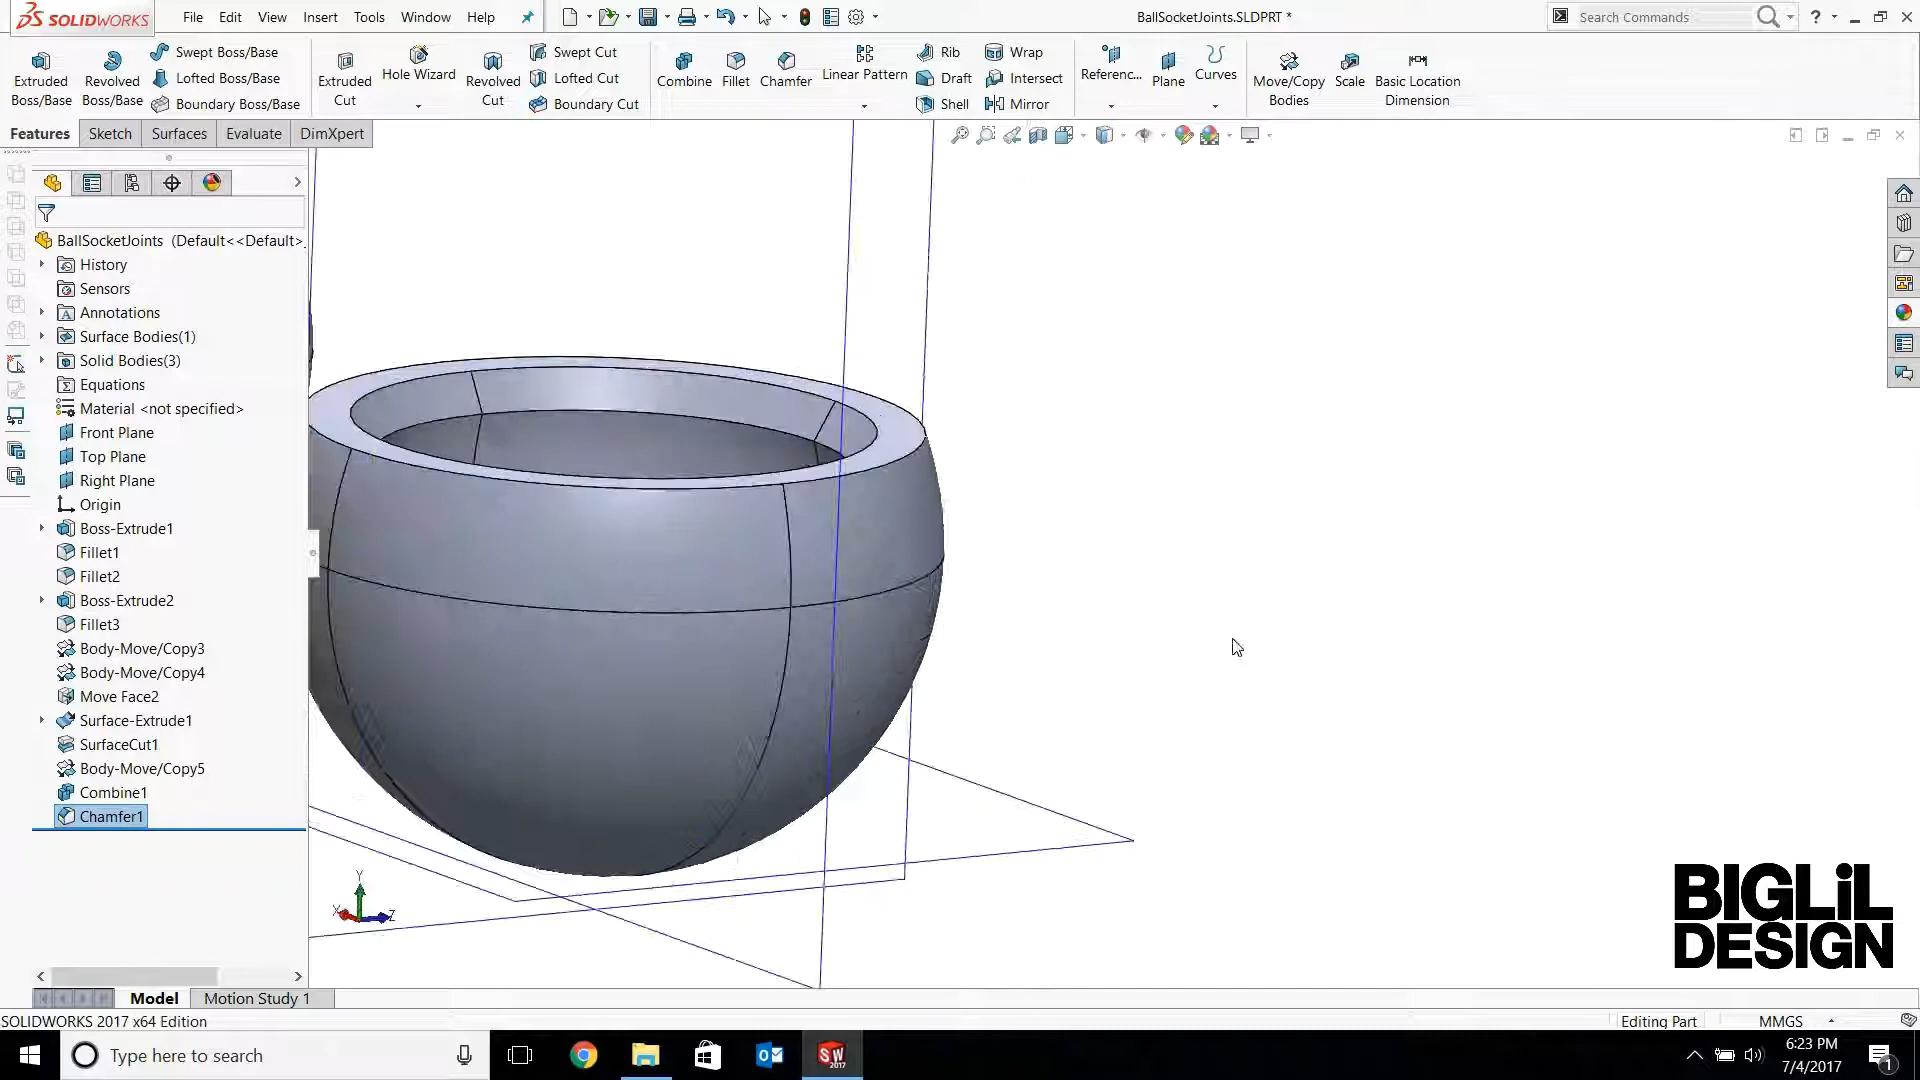 SOLIDWORKS File Edit View Insert Tools Window Help BallSocketJoints.SLDPRT * Search Commands ?
Extruded Boss/Base Revolved Boss/Base Swept Boss/Base Lofted Boss/Base Boundary Boss/Base Extruded Cut Hole Wizard Revolved Cut Swept Cut Lofted Cut Boundary Cut Combine Fillet Chamfer Linear Pattern Rib Draft Shell Wrap Intersect Mirror Referenc... Plane Curves Move/Copy Bodies Scale Basic Location Dimension
Features Sketch Surfaces Evaluate DimXpert
BallSocketJoints (Default<<Default>
History
Sensors
Annotations
Surface Bodies(1)
Solid Bodies(3)
Equations
Material <not specified>
Front Plane
Top Plane
Right Plane
Origin
Boss-Extrude1
Fillet1
Fillet2
Boss-Extrude2
Fillet3
Body-Move/Copy3
Body-Move/Copy4
Move Face2
Surface-Extrude1
SurfaceCut1
Body-Move/Copy5
Combine1
Chamfer1
Y
X Z
BIGLiL
DESIGN
Model Motion Study 1
SOLIDWORKS 2017 x64 Edition Editing Part MMGS
Type here to search SW 2017 6:23 PM
7/4/2017 1